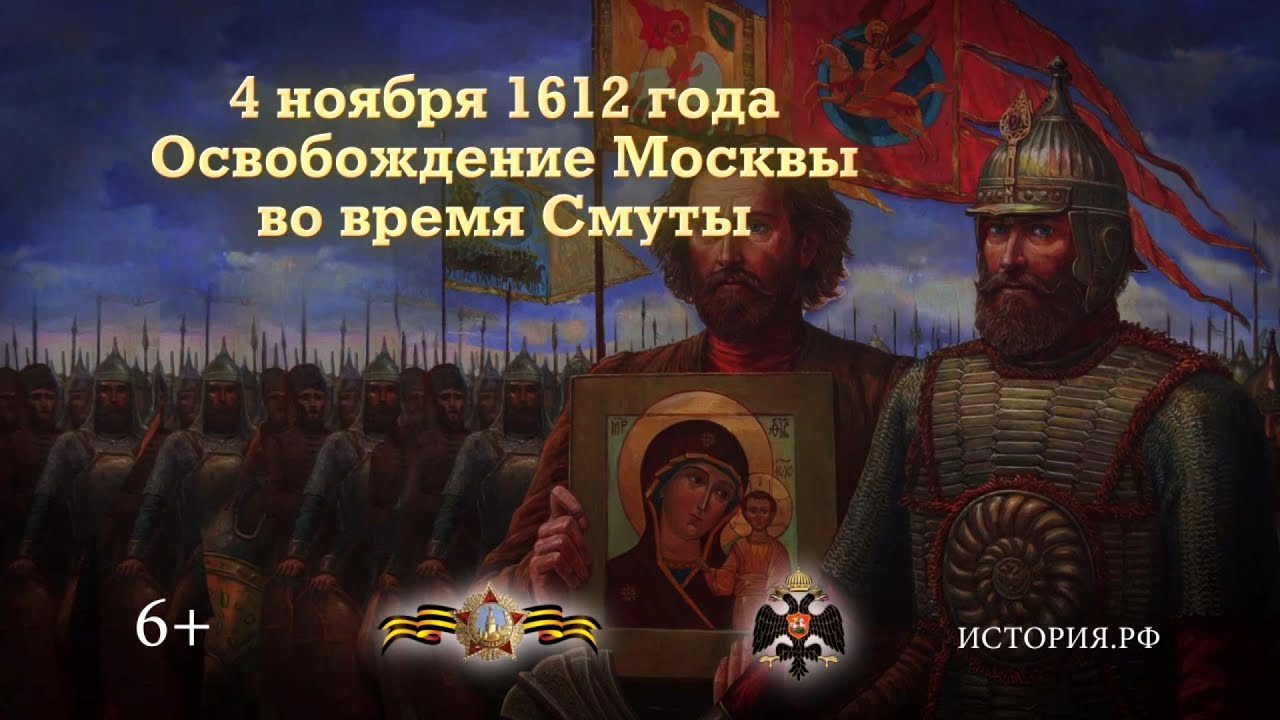 4 ноября 1612 года
Освобождение Москвы
во время Смуты
6+
ИСТОРИЯ.РФ